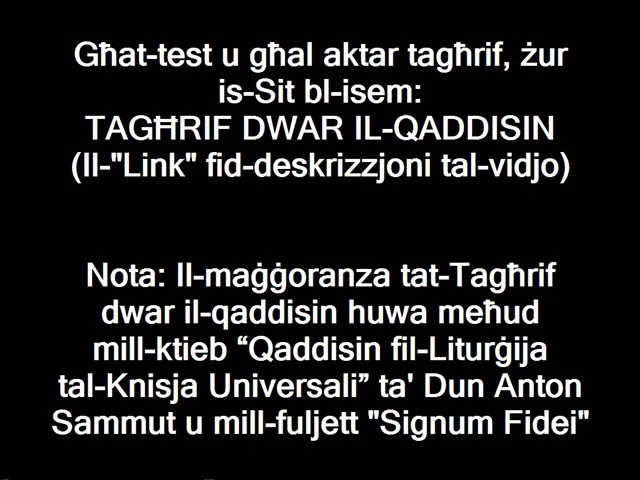 Għat-test u għal aktar tagħrif, żur
is-Sit bl-isem:
TAGĦRIF DWAR IL-QADDISIN
(Il-"Link" fid-deskrizzjoni tal-vidjo)
Nota: Il-maġġoranza tat-Tagħrif
dwar il-qaddisin huwa meħud
mill-ktieb “Qaddisin fil-Liturġija
tal-Knisja Universali” ta' Dun Anton
Sammut u mill-fuljett "Signum Fidei"